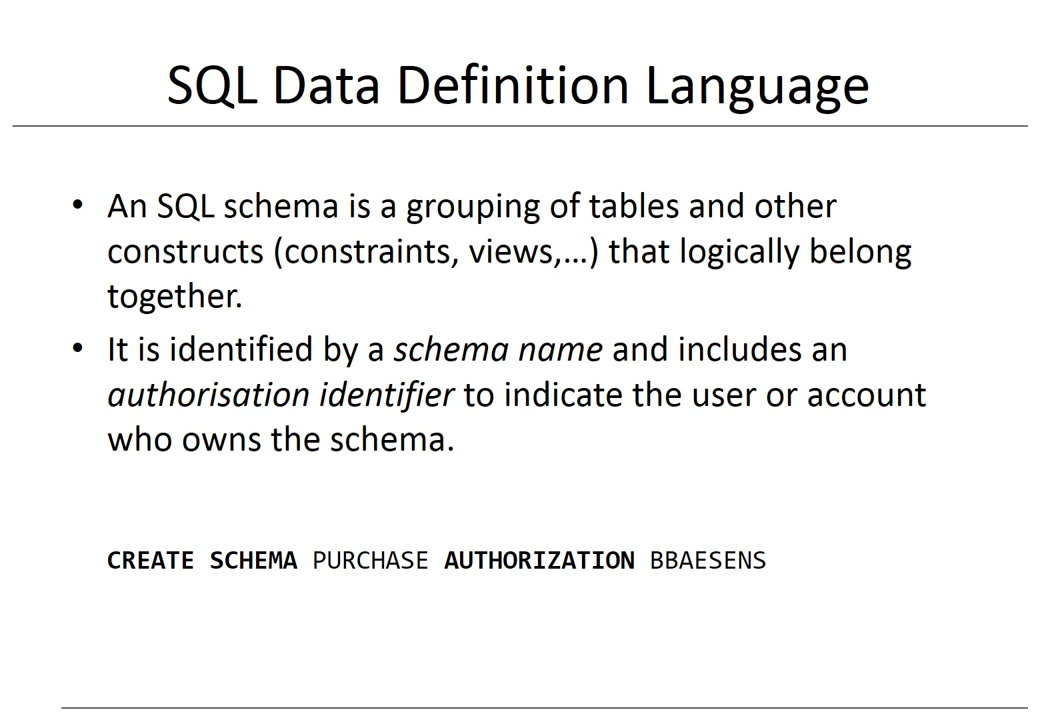 SQL Data Definition Language
• An SQL schema is a grouping of tables and other
constructs (constraints, views,…) that logically belong
together.
• It is identified by a schema name and includes an
authorisation identifier to indicate the user or account
who owns the schema.
CREATE SCHEMA PURCHASE AUTHORIZATION BBAESENS